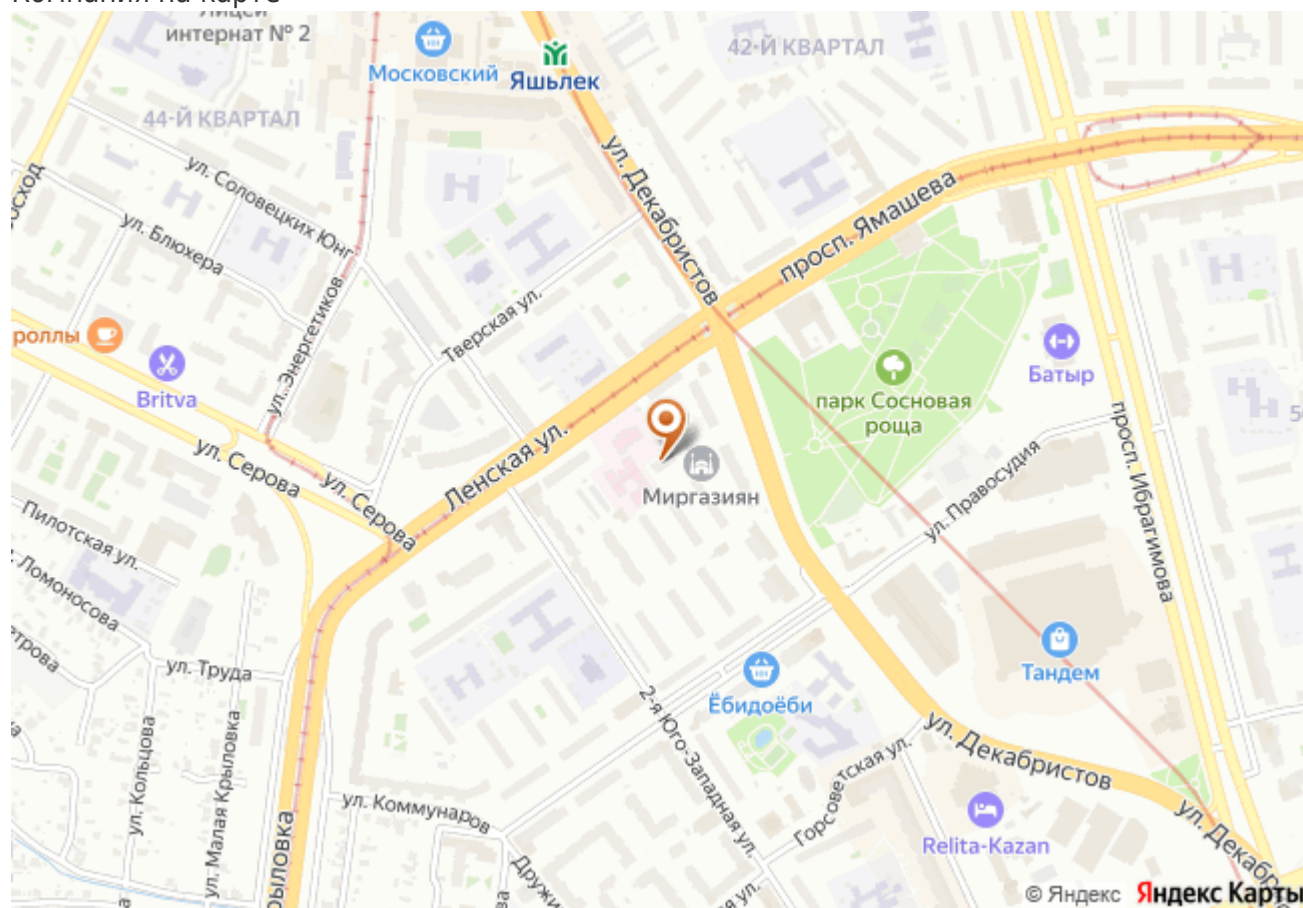 Компания на карте
Лицей
интернат № 2
Московский
Яшьлек
42-Й КВАРТАЛ
44-Й КВАРТАЛ
ул. Соловецких Юнг
ул. Блюхера
ул. Энергетиков
ул. Декабристов
просп. Ямашева
Тверская ул.
роллы
Britva
парк Сосновая
роща
Батыр
просп. Ибрагимова
ул. Серова
ул. Серова
Ленская ул.
Миргазиян
ул. Правосудия
Пилотская ул.
Ломоносова
ул. Труда
Тандем
Ёбидоёби
2-я Юго-Западная ул.
ул. Декабристов
Горсоветская ул.
ул. Кольцова
ул. Малая Крыловка
ул. Коммунаров
Relita-Kazan
© Яндекс Яндекс Карты